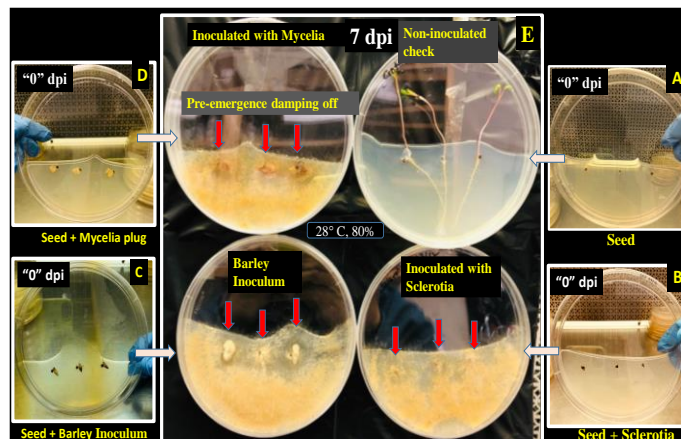 Inoculated with Mycelia
7 dpi
Non-inoculated
check
E
"0" dpi
D
Pre-emergence damping off
"0" dpi
A
Seed + Mycelia plug
28° C, 80%
Seed
"0" dpi
C
Barley
Inoculum
Inoculated with
Sclerotia
"0" dpi
B
Seed + Barley Inoculum
Seed + Sclerotia